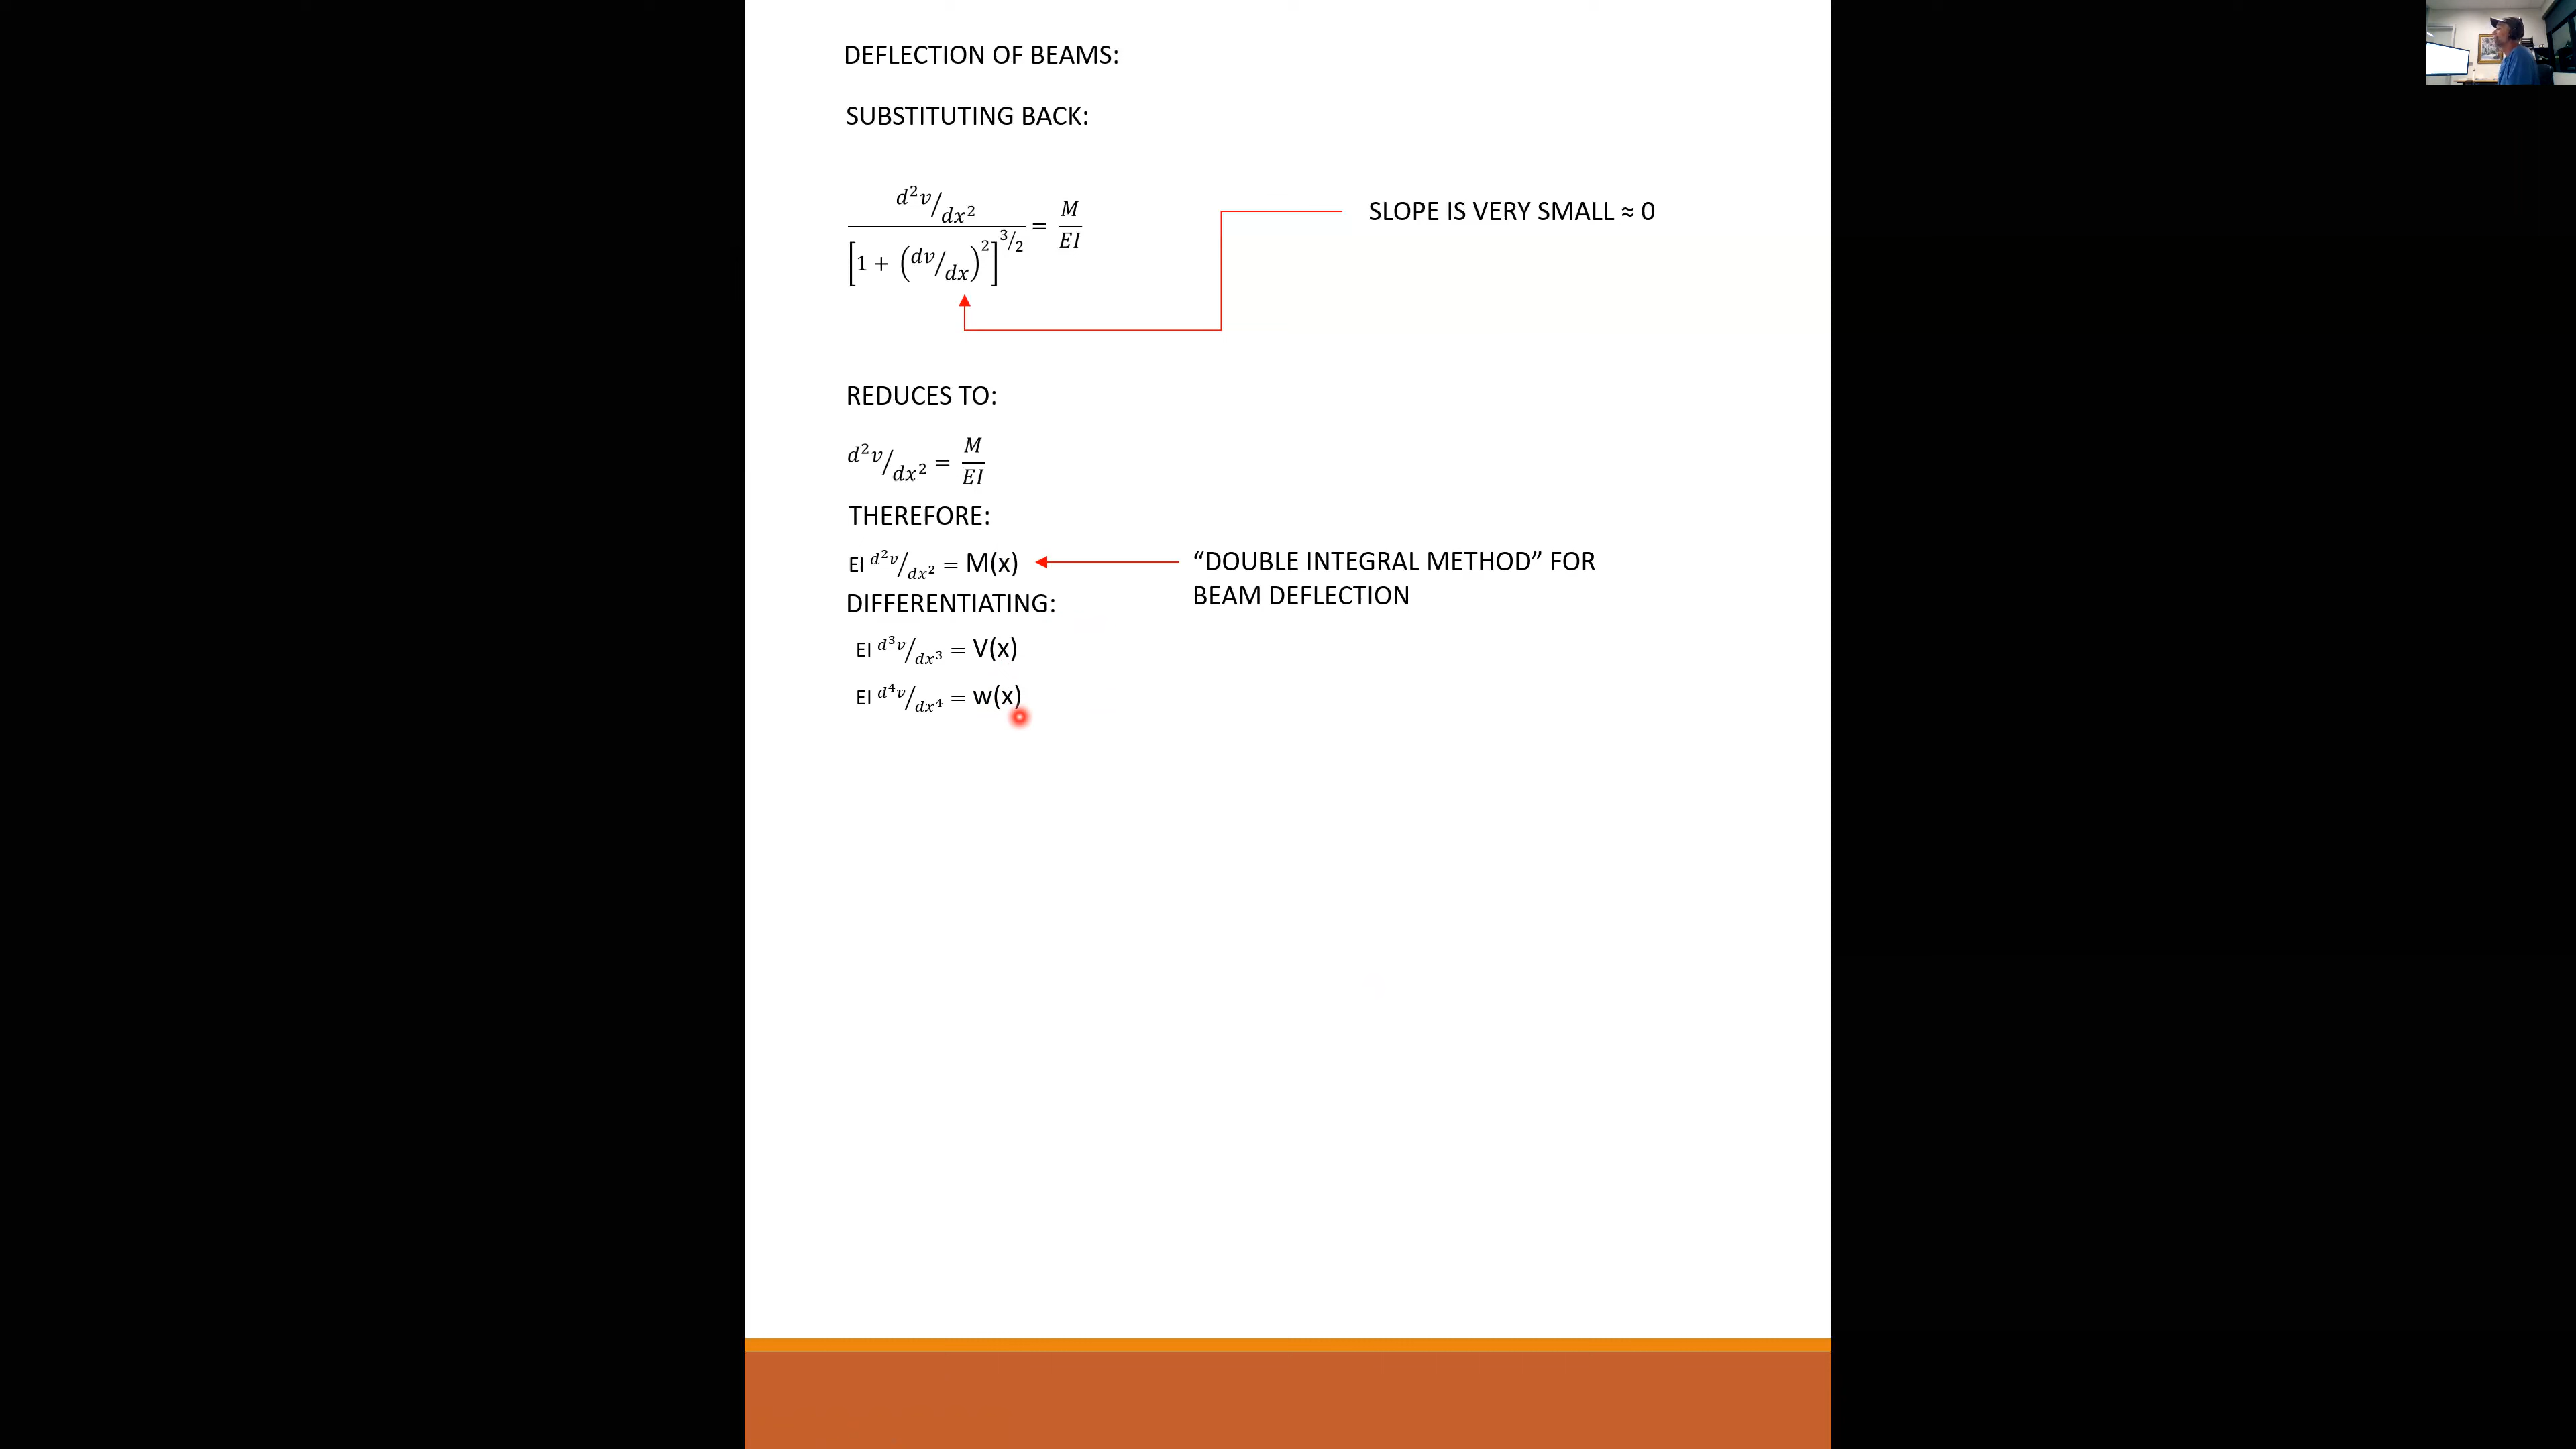 DEFLECTION OF BEAMS:
SUBSTITUTING BACK:
d²v/dx² / [1 + (dv/dx)²]^3/2 = M/EI
SLOPE IS VERY SMALL ≈ 0
REDUCES TO:
d²v/dx² = M/EI
THEREFORE:
EI d²v/dx² = M(x)
“DOUBLE INTEGRAL METHOD” FOR
BEAM DEFLECTION
DIFFERENTIATING:
EI d³v/dx³ = V(x)
EI d⁴v/dx⁴ = w(x)